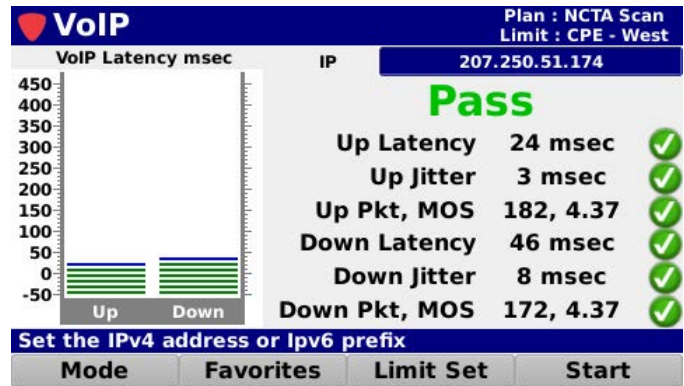 VoIP
Plan : NCTA Scan
Limit : CPE - West
VoIP Latency msec
IP 207.250.51.174
450
400
350
300
250
200
150
100
50
0
-50
Up Down
Pass
Up Latency 24 msec
Up Jitter 3 msec
Up Pkt, MOS 182, 4.37
Down Latency 46 msec
Down Jitter 8 msec
Down Pkt, MOS 172, 4.37
Set the IPv4 address or Ipv6 prefix
Mode Favorites Limit Set Start